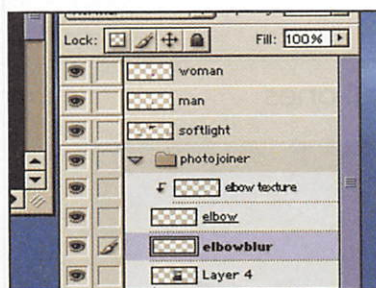 Lock: Fill: 100%
woman
man
softlight
photojoiner
elbow texture
elbow
elbowblur
Layer 4